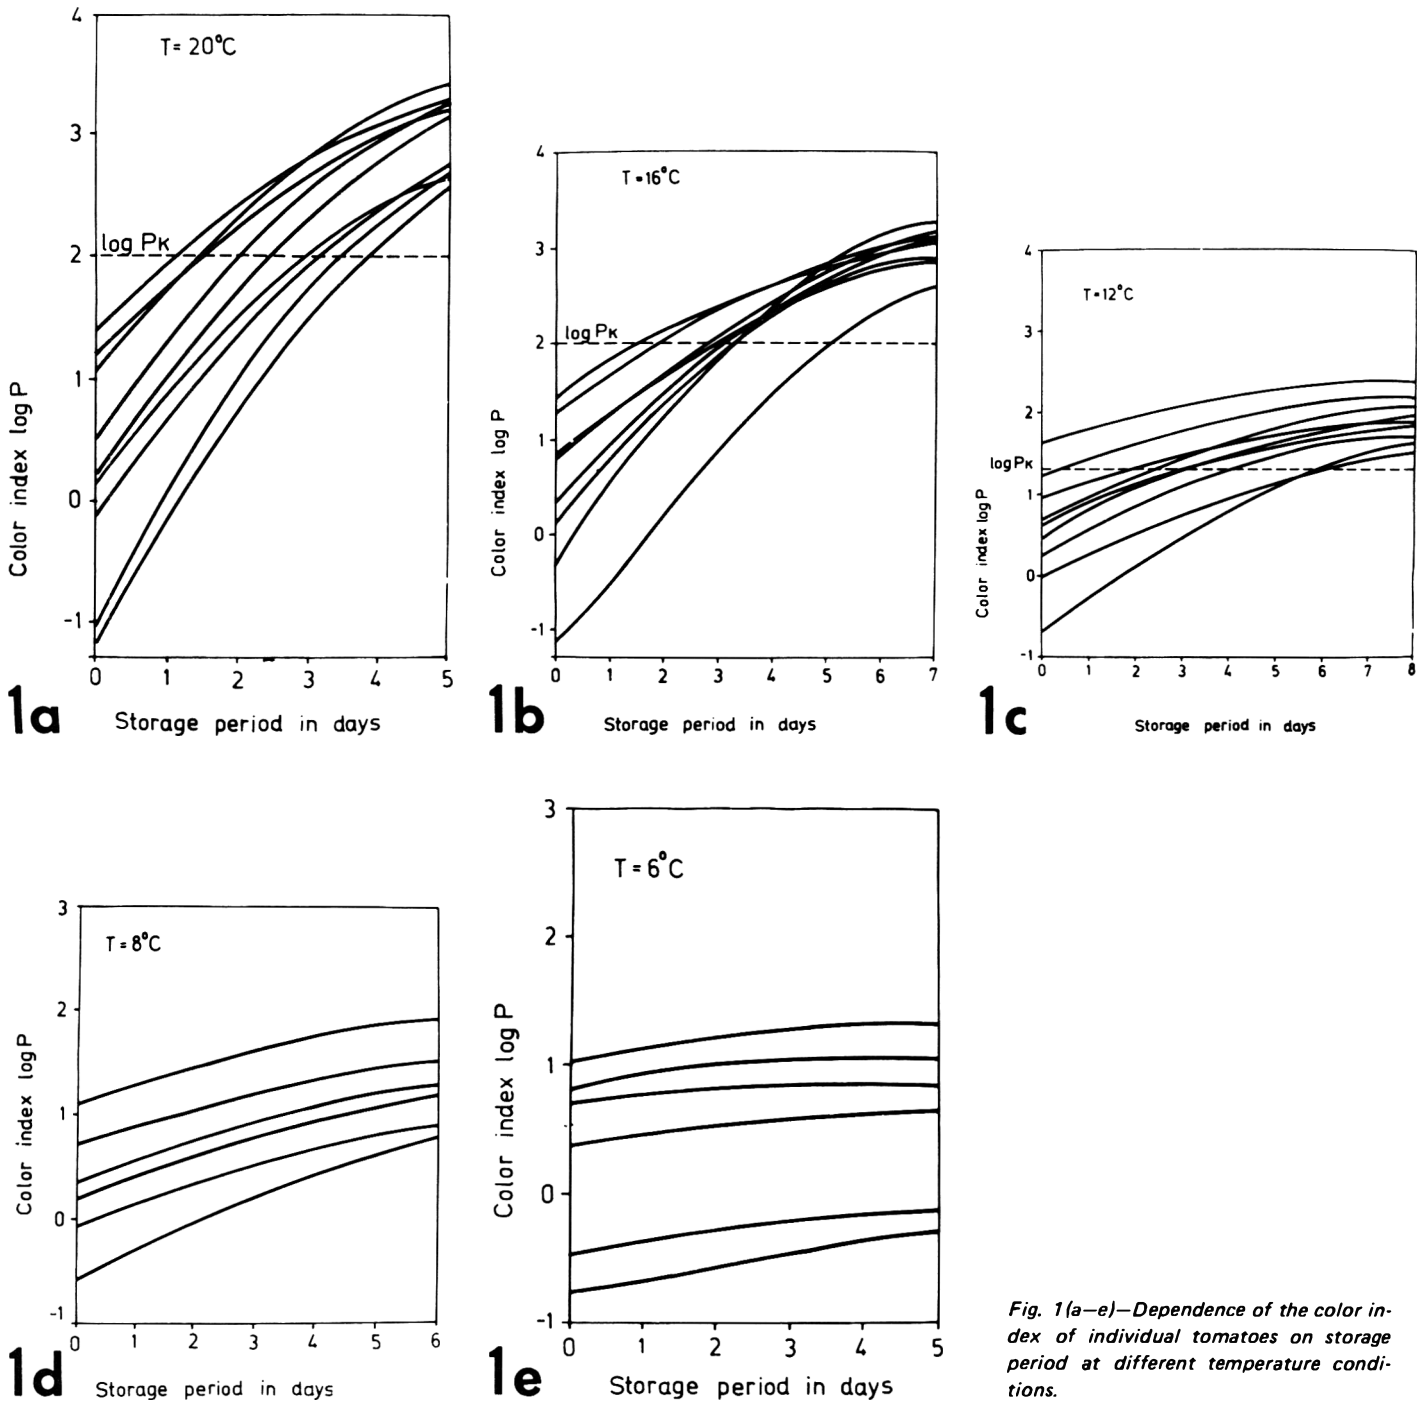 4
T= 20°C
3
log Pк
2
1
0
-1
Color index log P
0 1 2 3 4 5
1a
Storage period in days
4
T=16°C
3
log Pк
2
1
0
-1
Color index log P
0 1 2 3 4 5 6 7
1b
Storage period in days
4
T=12°C
3
2
log Pк
1
0
-1
Color index log P
0 1 2 3 4 5 6 7 8
1c
Storage period in days
3
T=8°C
2
1
0
-1
Color index log P
0 1 2 3 4 5 6
1d
Storage period in days
3
T=6°C
2
1
0
-1
Color index log P
0 1 2 3 4 5
1e
Storage period in days
Fig. 1(a–e)—Dependence of the color in-
dex of individual tomatoes on storage
period at different temperature condi-
tions.